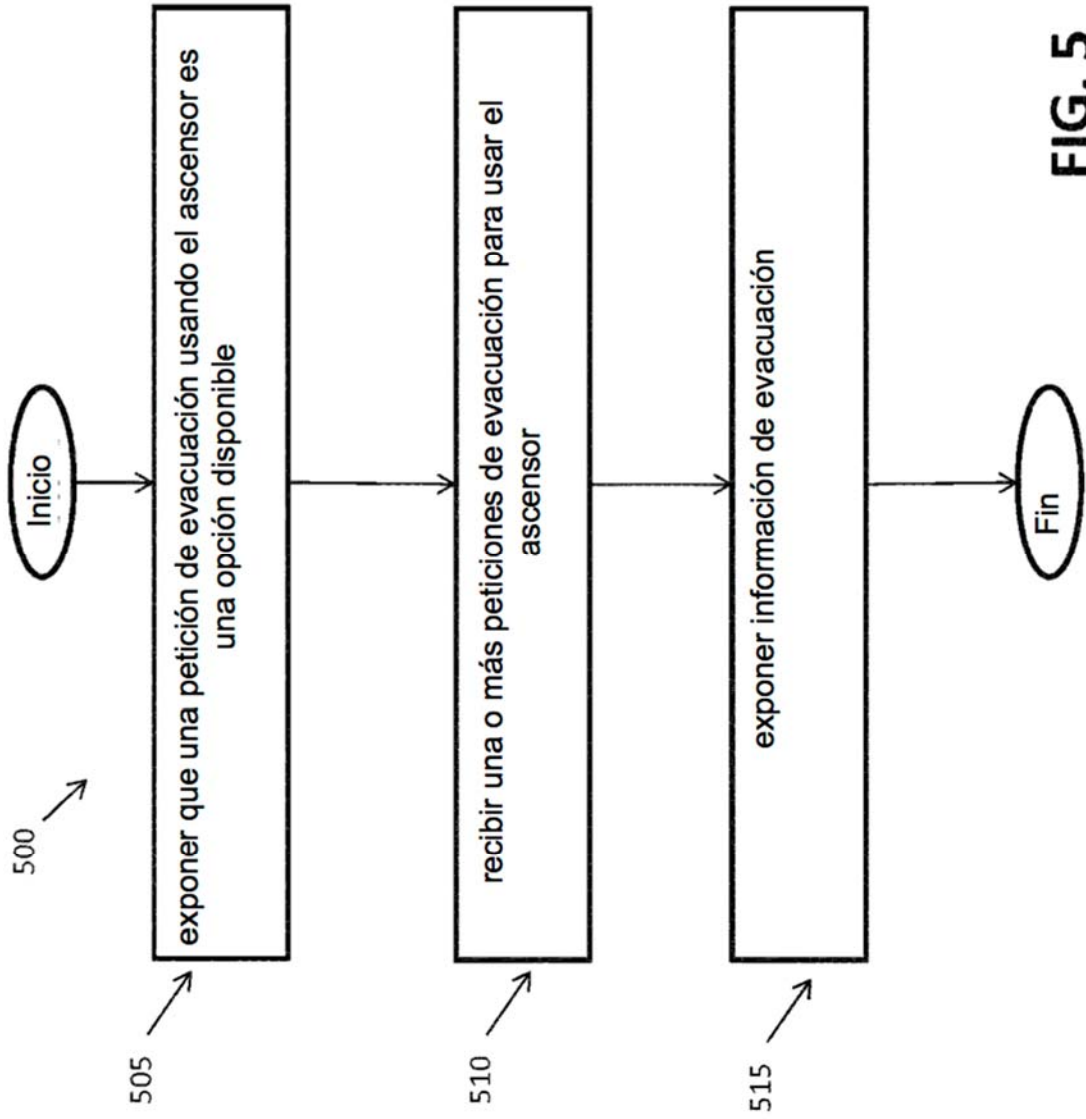 500
Inicio
505
exponer que una petición de evacuación usando el ascensor es
una opción disponible
510
recibir una o más peticiones de evacuación para usar el
ascensor
515
exponer información de evacuación
Fin
FIG. 5